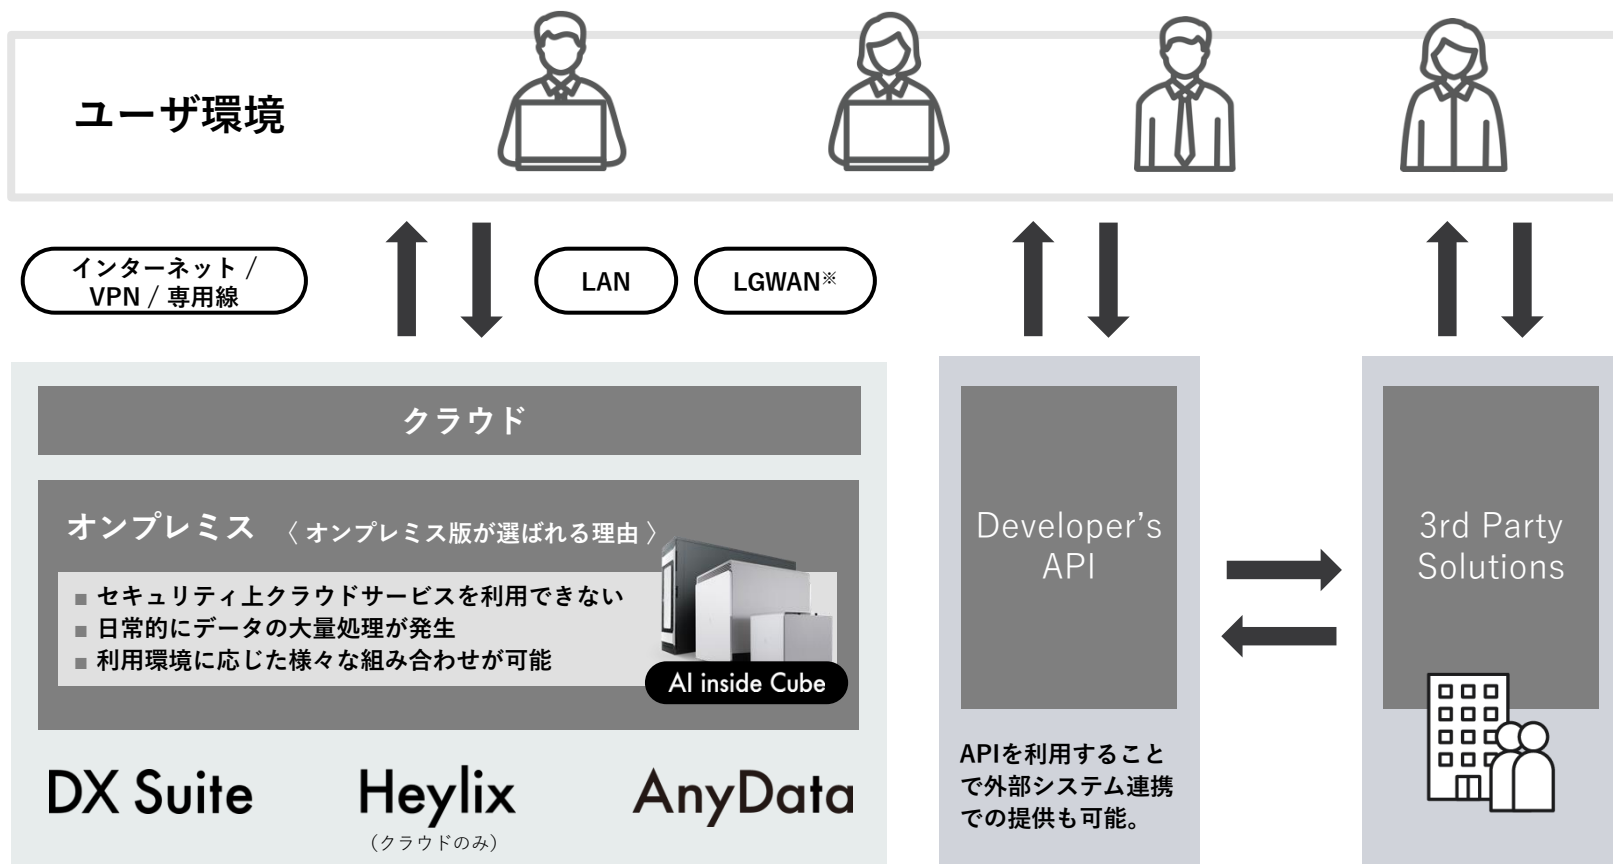 ユーザ環境
インターネット /
VPN / 専用線
LAN
LGWAN※
クラウド
オンプレミス 〈 オンプレミス版が選ばれる理由 〉
■ セキュリティ上クラウドサービスを利用できない
■ 日常的にデータの大量処理が発生
■ 利用環境に応じた様々な組み合わせが可能
AI inside Cube
DX Suite
Heylix
(クラウドのみ)
AnyData
Developer's
API
APIを利用すること
で外部システム連携
での提供も可能。
3rd Party
Solutions